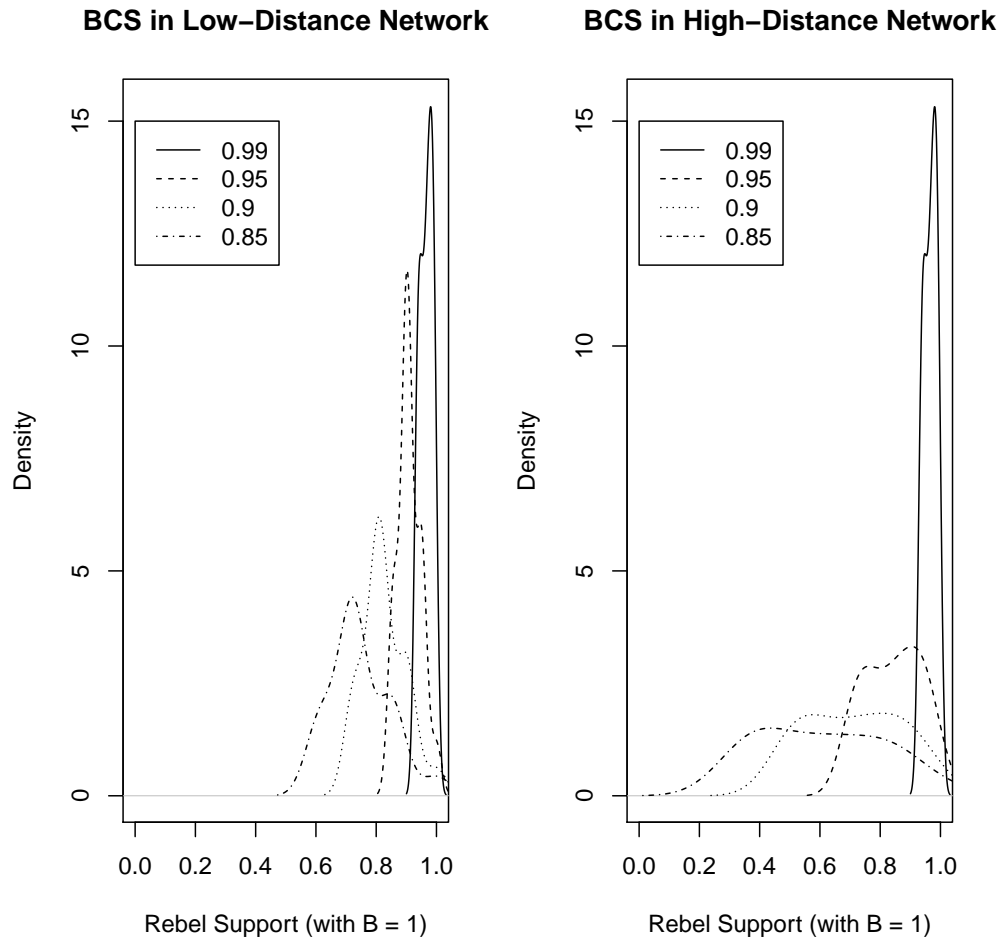 BCS in Low−Distance Network
15
10
5
0
Density
0.99
0.95
0.9
0.85
0.0 0.2 0.4 0.6 0.8 1.0
Rebel Support (with B = 1)
BCS in High−Distance Network
15
10
5
0
Density
0.99
0.95
0.9
0.85
0.0 0.2 0.4 0.6 0.8 1.0
Rebel Support (with B = 1)